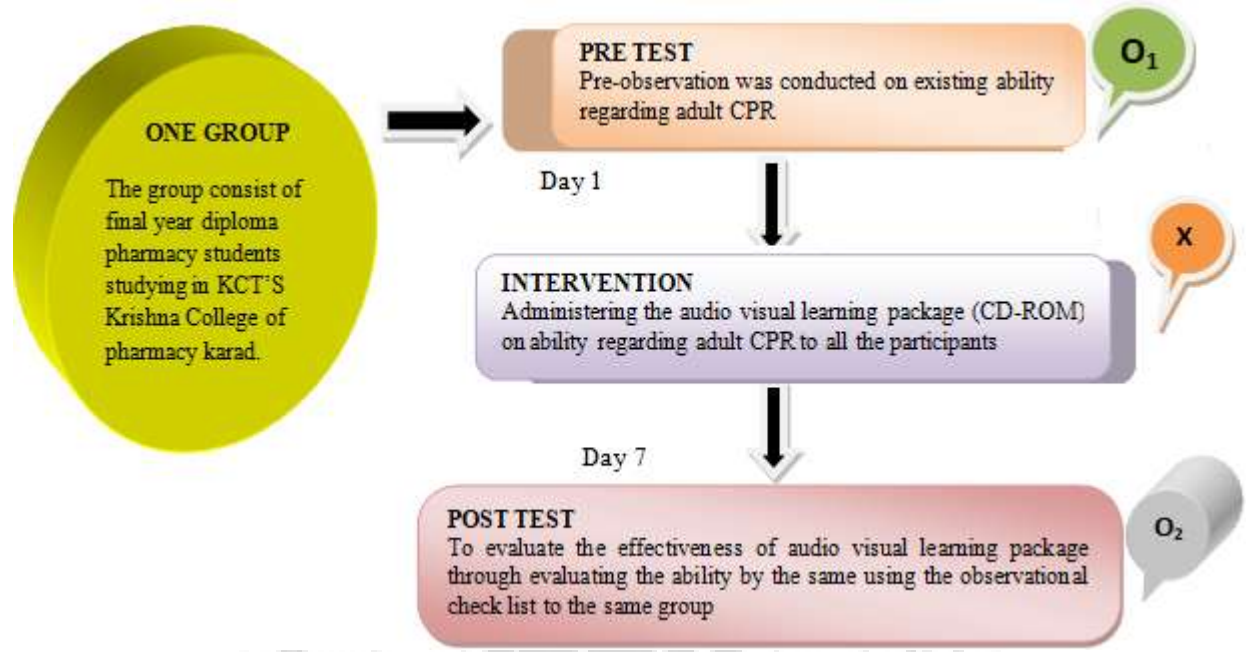 ONE GROUP
The group consist of
final year diploma
pharmacy students
studying in KCT'S
Krishna College of
pharmacy karad.
PRE TEST
Pre-observation was conducted on existing ability
regarding adult CPR
O₁
Day 1
INTERVENTION
Administering the audio visual learning package (CD-ROM)
on ability regarding adult CPR to all the participants
X
Day 7
POST TEST
To evaluate the effectiveness of audio visual learning package
through evaluating the ability by the same using the observational
check list to the same group
O₂